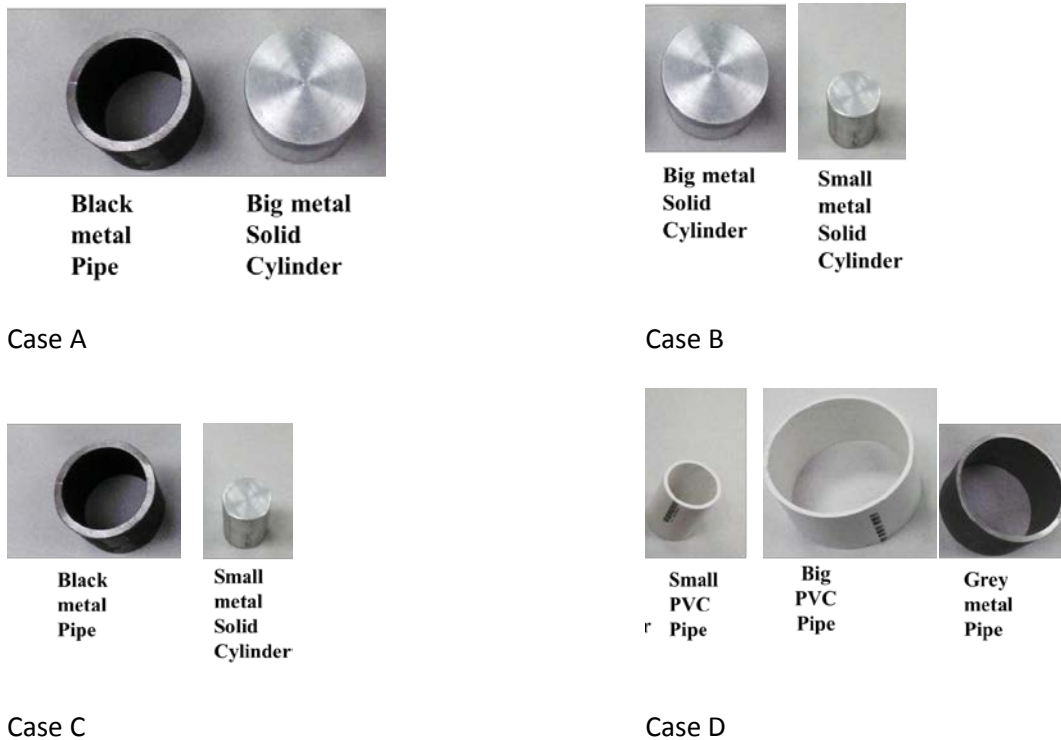 Black
metal
Pipe
Big metal
Solid
Cylinder
Case A
Big metal
Solid
Cylinder
Small
metal
Solid
Cylinder
Case B
Black
metal
Pipe
Small
metal
Solid
Cylinder
Case C
r
Small
PVC
Pipe
Big
PVC
Pipe
Grey
metal
Pipe
Case D